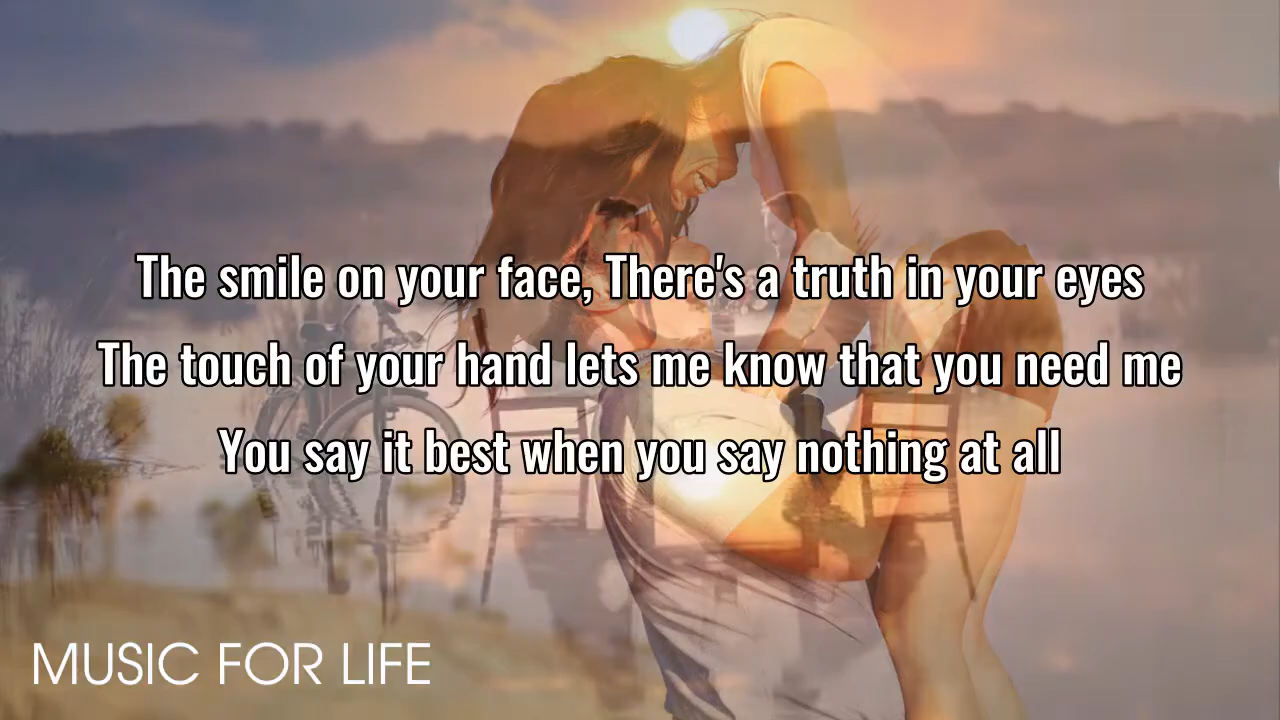 The smile on your face, There's a truth in your eyes
The touch of your hand lets me know that you need me
You say it best when you say nothing at all
MUSIC FOR LIFE